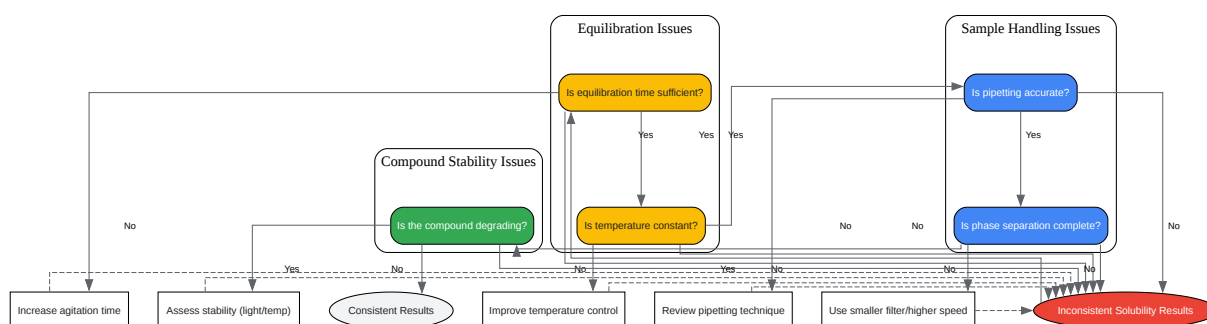 Equilibration Issues
Sample Handling Issues
Is equilibration time sufficient?
Is pipetting accurate?
Yes
Yes
Yes
Yes
Compound Stability Issues
Is the compound degrading?
Is temperature constant?
Is phase separation complete?
No
No
No
No
Yes
No
No
Yes
No
No
No
Increase agitation time
Assess stability (light/temp)
Consistent Results
Improve temperature control
Review pipetting technique
Use smaller filter/higher speed
Inconsistent Solubility Results